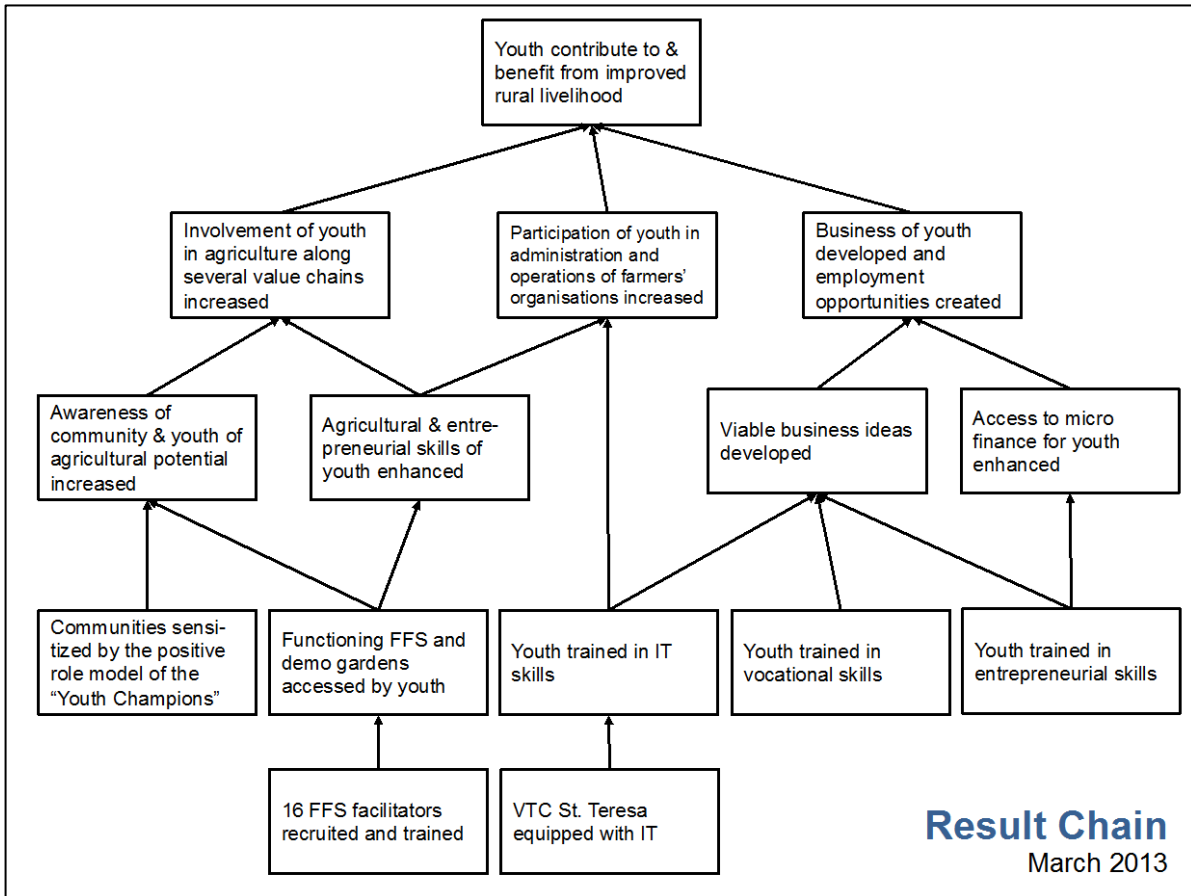 Youth contribute to &
benefit from improved
rural livelihood
Involvement of youth
in agriculture along
several value chains
increased
Participation of youth in
administration and
operations of farmers’
organisations increased
Business of youth
developed and
employment
opportunities created
Awareness of
community & youth of
agricultural potential
increased
Agricultural & entre-
preneurial skills of
youth enhanced
Viable business ideas
developed
Access to micro
finance for youth
enhanced
Communities sensi-
tized by the positive
role model of the
“Youth Champions”
Functioning FFS and
demo gardens
accessed by youth
Youth trained in IT
skills
Youth trained in
vocational skills
Youth trained in
entrepreneurial skills
16 FFS facilitators
recruited and trained
VTC St. Teresa
equipped with IT
Result Chain
March 2013